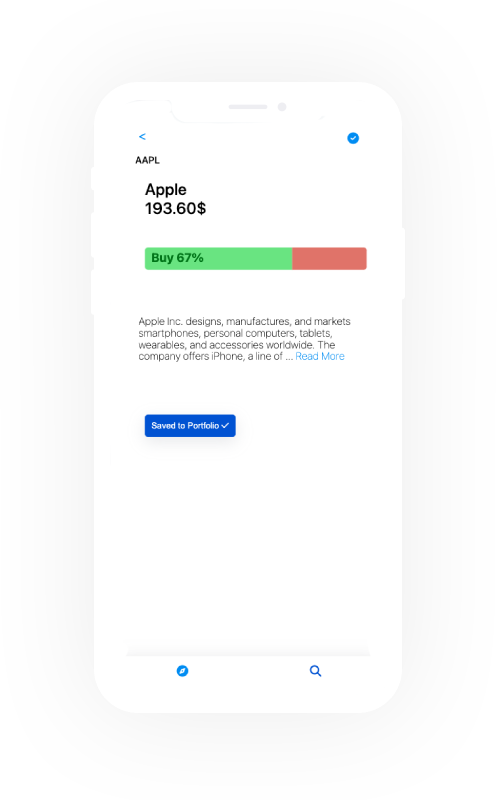 <
AAPL
Apple
193.60$
Buy 67%
Apple Inc. designs, manufactures, and markets
smartphones, personal computers, tablets,
wearables, and accessories worldwide. The
company offers iPhone, a line of ... Read More
Saved to Portfolio ✓